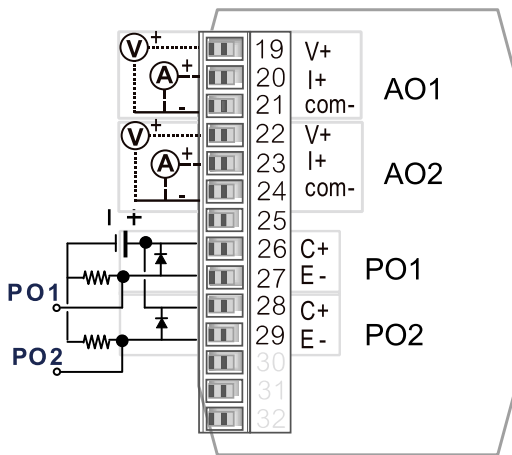 V + 19 V+
A + 20 I+ AO1
- 21 com-
V + 22 V+
A + 23 I+ AO2
- 24 com-
25
I + 26 C+
27 E - PO1
PO1
28 C+
29 E - PO2
PO2
30
31
32